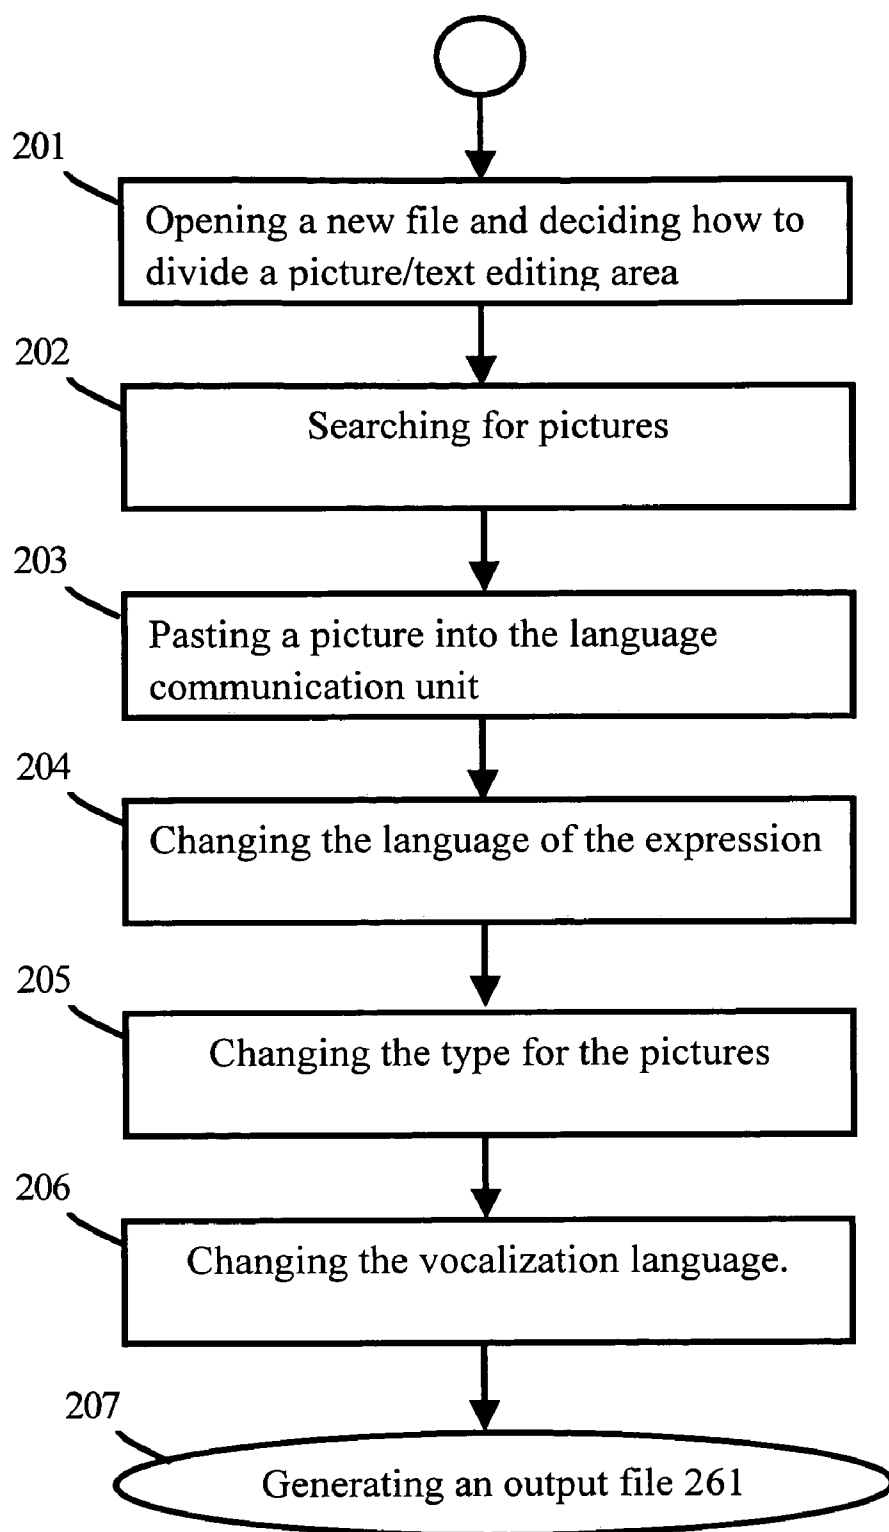 201
Opening a new file and deciding how to
divide a picture/text editing area
202
Searching for pictures
203
Pasting a picture into the language
communication unit
204
Changing the language of the expression
205
Changing the type for the pictures
206
Changing the vocalization language.
207
Generating an output file 261